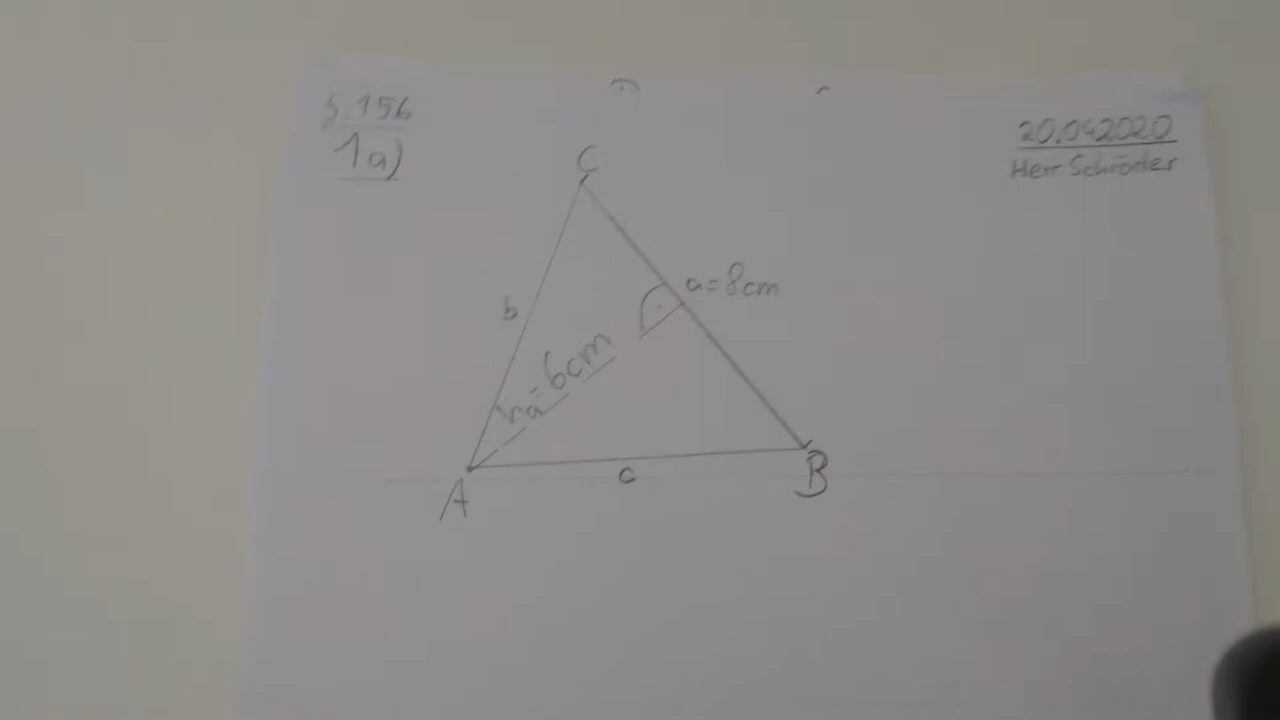 S.156
1a)
20.04.2020
Herr Schröder
C
a=8cm
b
ha=6cm
c
A
B